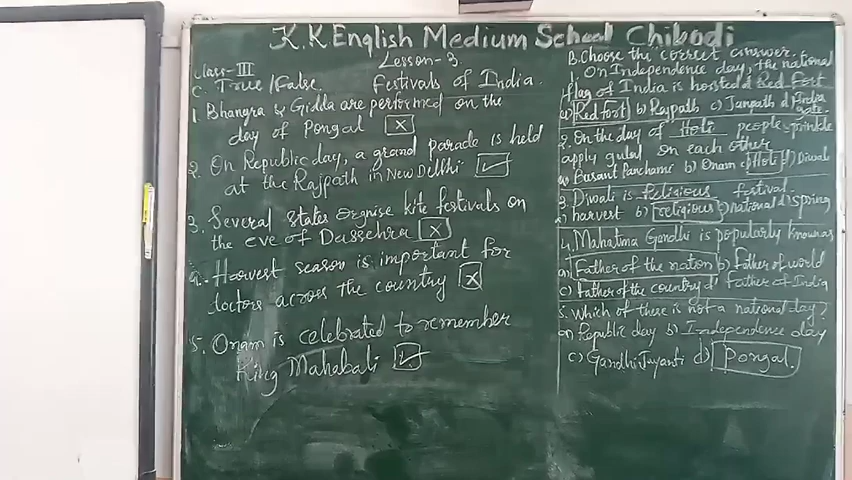 K.K.English Medium School Chibodi
Class-III
Lesson-3
C. True/False.
Festivals of India.
1. Bhangra & Gidda are performed on the
day of Pongal x
2. On Republic day, a grand parade is held
at the Rajpath in New Dellhi ✓
3. Several states orgnise kite festivals on
the eve of Dassehra x
4. Harvest season is important for
doctors across the country x
5. Onam is celebrated to remember
King Mahabali ✓
B. Choose the correct answer.
1. On Independence day, the national
flag of India is hoisted a Red Fort
a) Red fort b) Rajpath c) Janpath d) India
gate
2. On the day of Holi people sprinkle
apply gulal on each other
a) Basant Panchami b) Onam c) Holi d) Diwali
3. Diwali is religious festival.
a) harvest b) religious c) national d) spring
4. Mahatma Gandhi is popularly known as
a) Father of the nation b) father of world
c) father of the country d) father of India
5. Which of there is not a national day?
a) Republic day b) Independence day
c) Gandhi Jayanti d) Pongal.